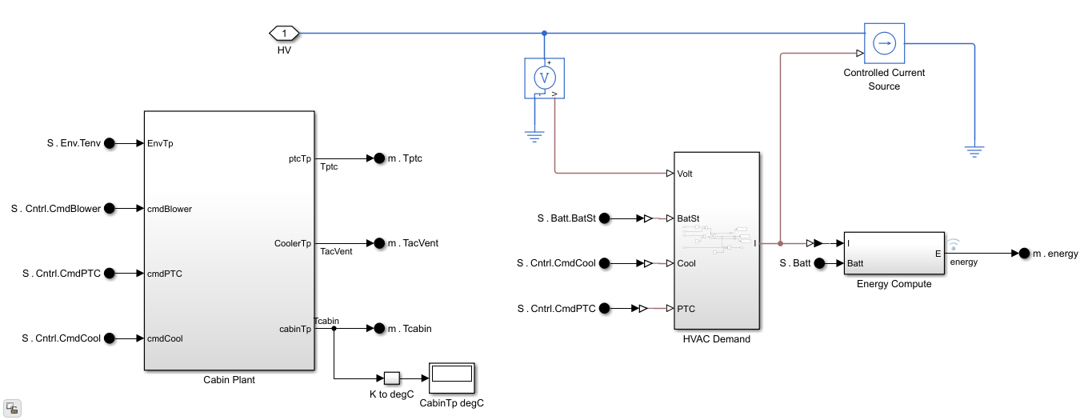 1
HV
V
Controlled Current
Source
S . Env.Tenv
EnvTp
ptcTp
Tptc
m . Tptc
S . Cntrl.CmdBlower
cmdBlower
CoolerTp
TacVent
m . TacVent
S . Cntrl.CmdPTC
cmdPTC
S . Cntrl.CmdCool
cmdCool
cabinTp
Tcabin
m . Tcabin
Cabin Plant
K to degC
CabinTp degC
Volt
S . Batt.BatSt
BatSt
S . Cntrl.CmdCool
Cool
I
S . Cntrl.CmdPTC
PTC
HVAC Demand
I
S . Batt
Batt
E
energy
m . energy
Energy Compute